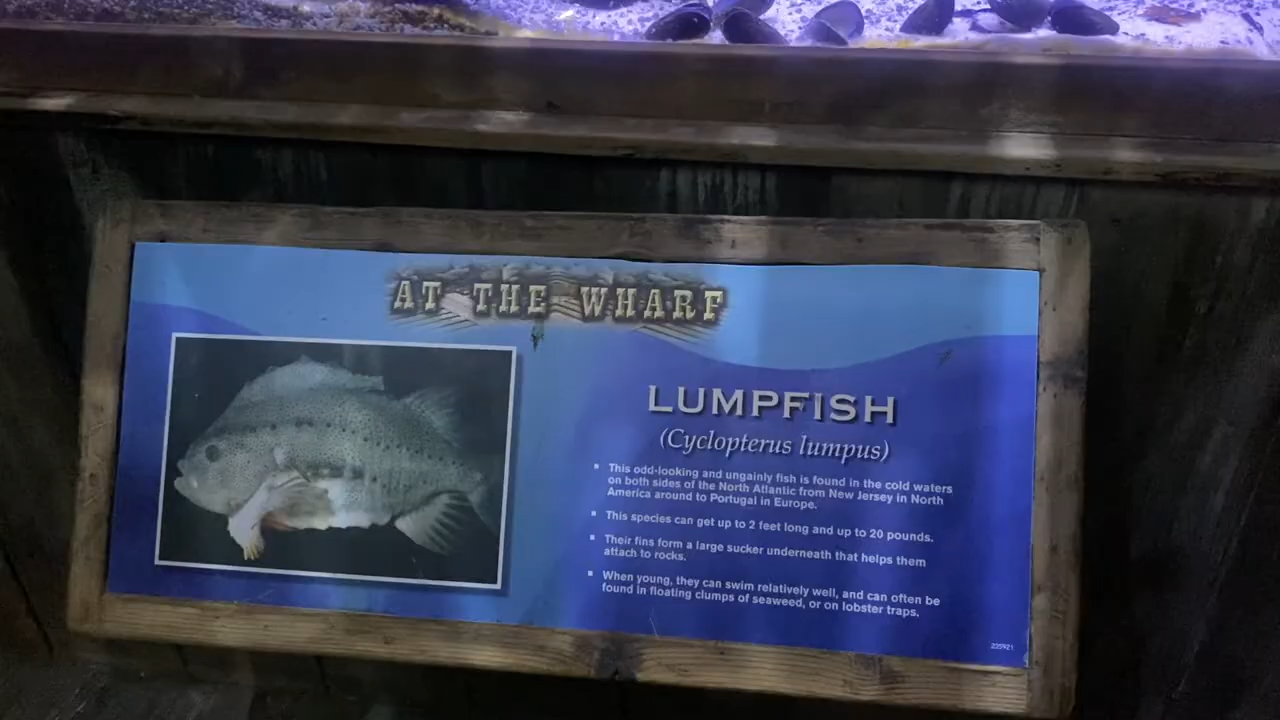 AT THE WHARF
LUMPFISH
(Cyclopterus lumpus)
▪ This odd-looking and ungainly fish is found in the cold waters
on both sides of the North Atlantic from New Jersey in North
America around to Portugal in Europe.
▪ This species can get up to 2 feet long and up to 20 pounds.
▪ Their fins form a large sucker underneath that helps them
attach to rocks.
▪ When young, they can swim relatively well, and can often be
found in floating clumps of seaweed, or on lobster traps.
235921